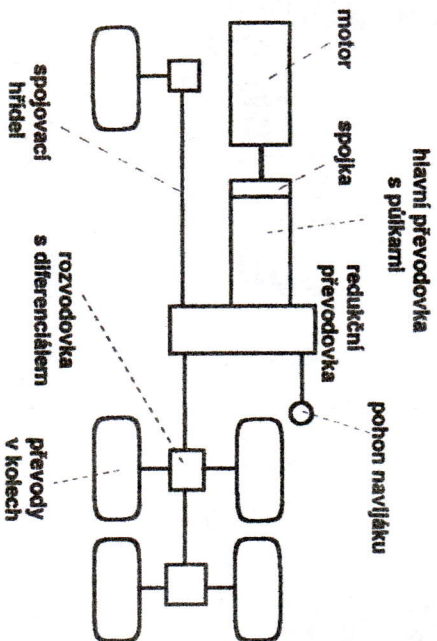 motor
spojka
hlavní převodovka
s půlkami
redukční
převodovka
pohon navijáku
spojovací
hřídel
rozvodovka
s diferenciálem
převody
v kolech